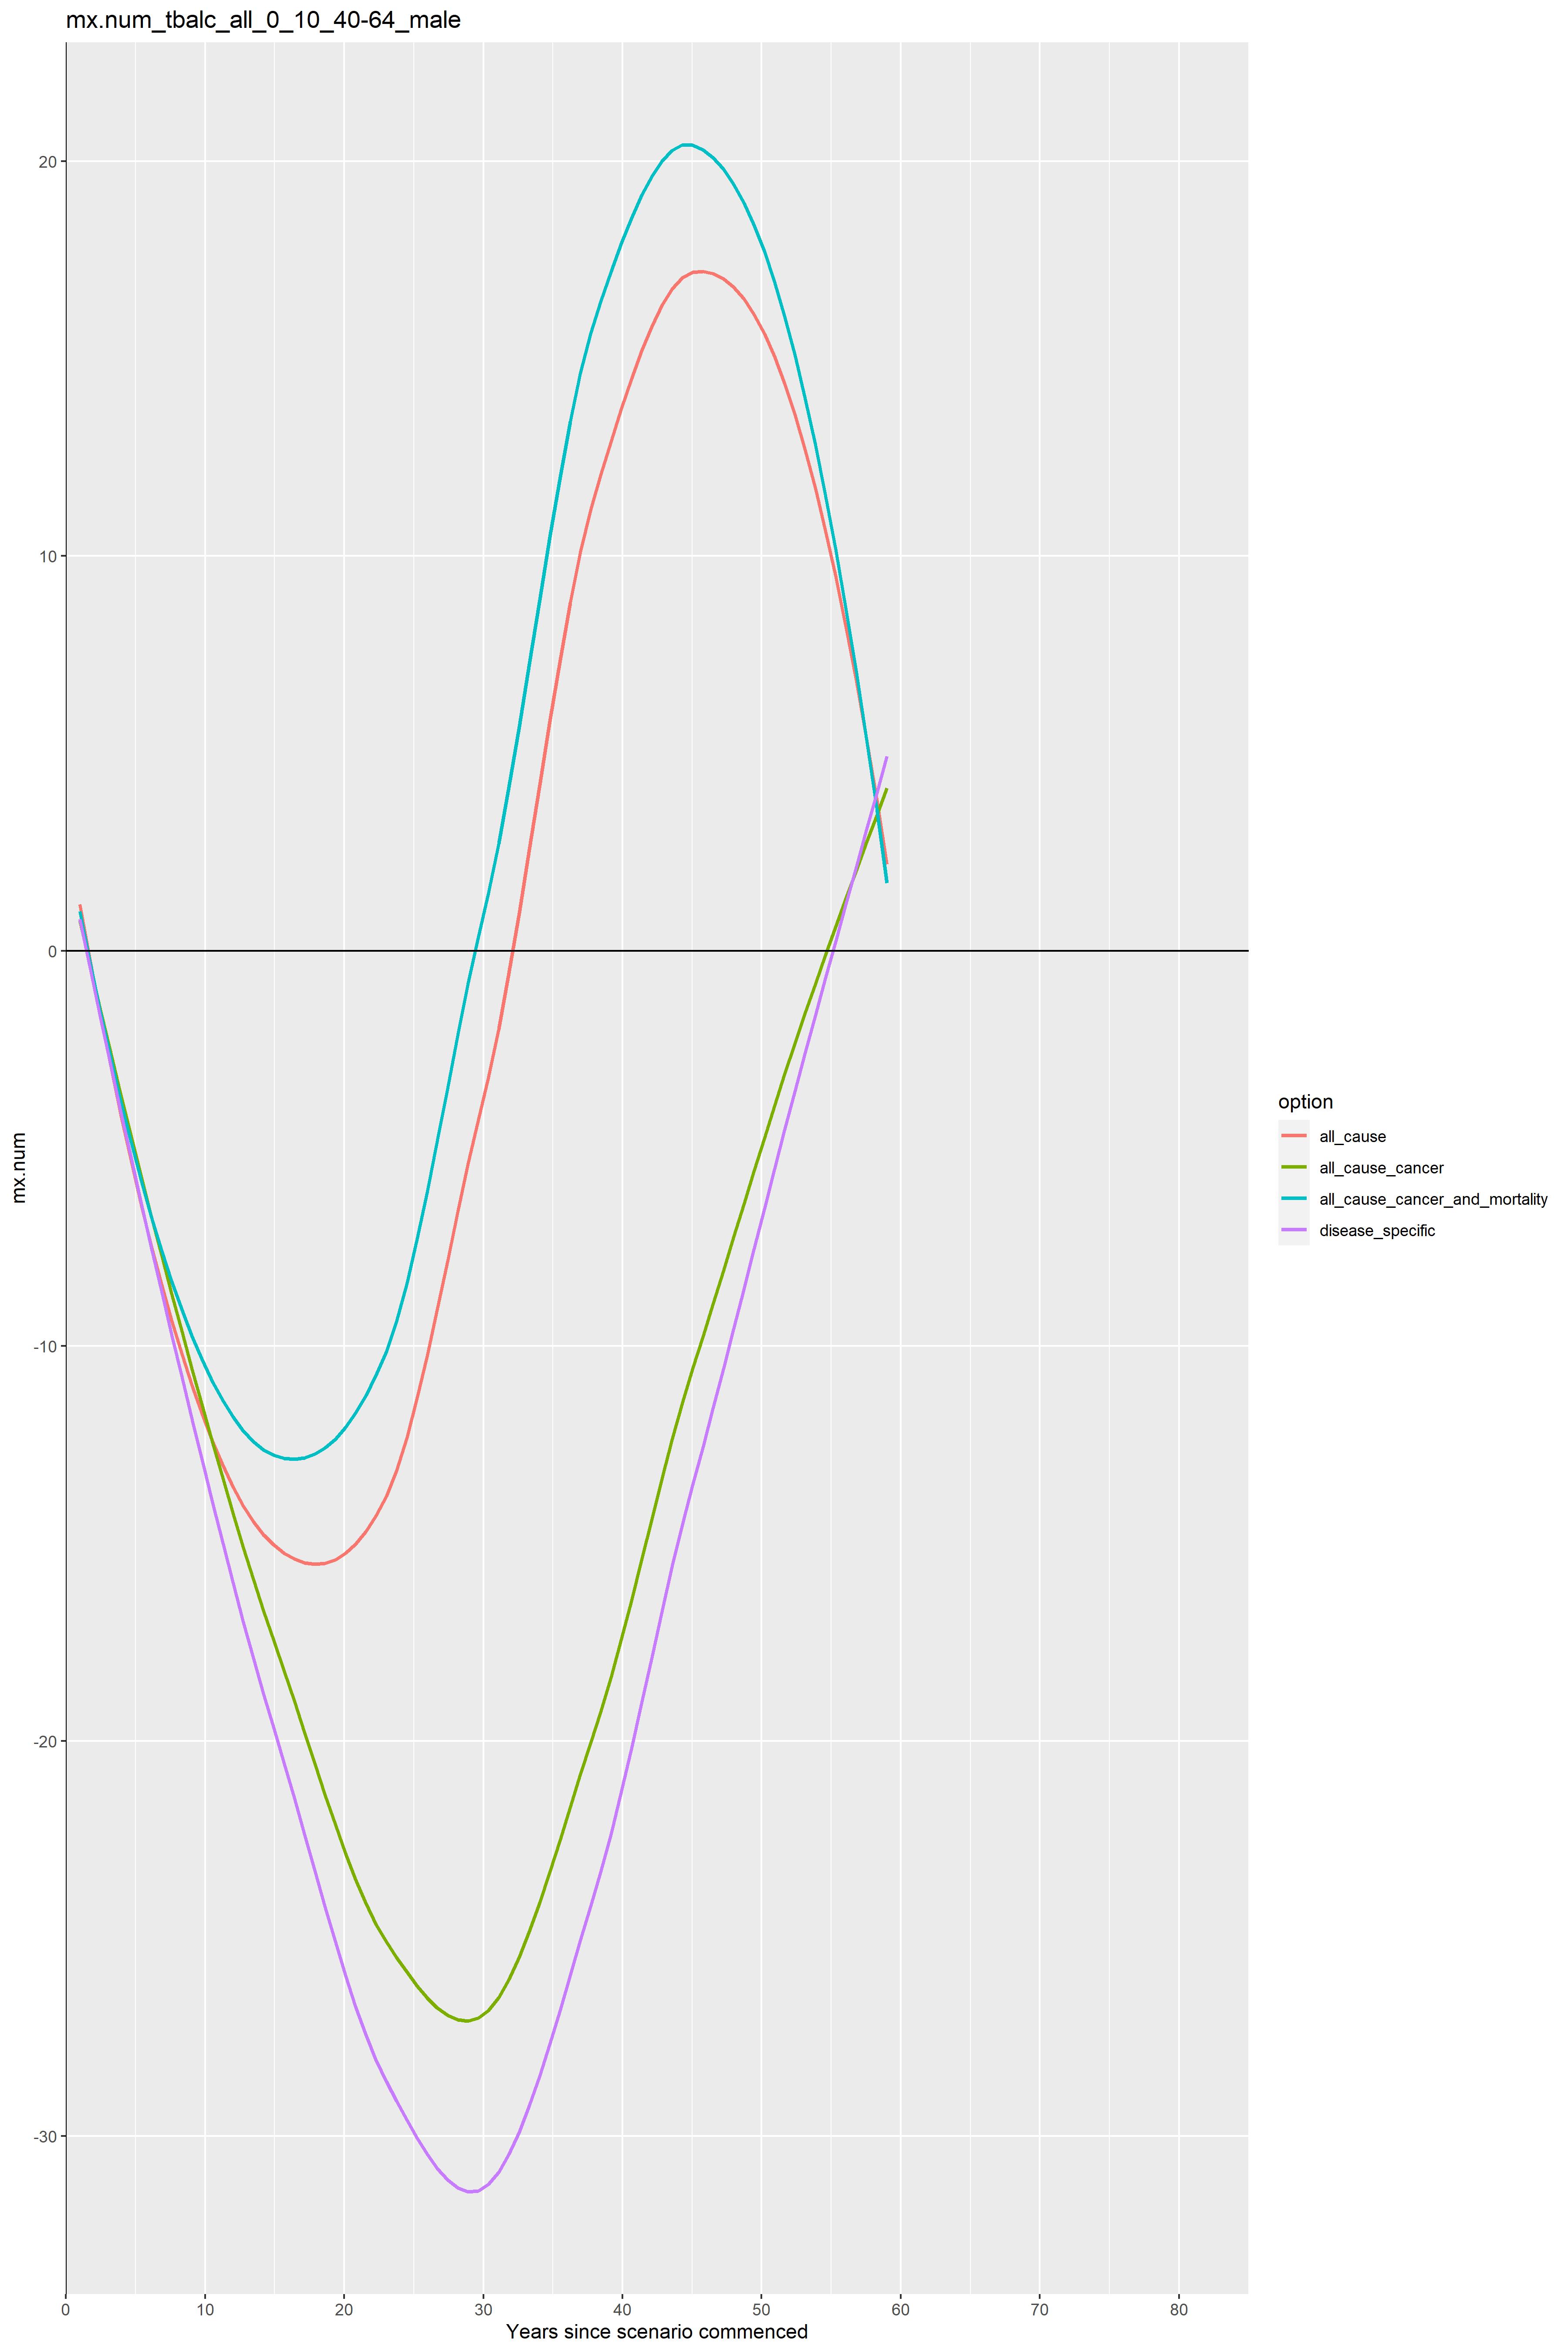 mx.num_tbalc_all_0_10_40-64_male
20
10
0
-10
-20
-30
mx.num
0 10 20 30 40 50 60 70 80
Years since scenario commenced
option
all_cause
all_cause_cancer
all_cause_cancer_and_mortality
disease_specific